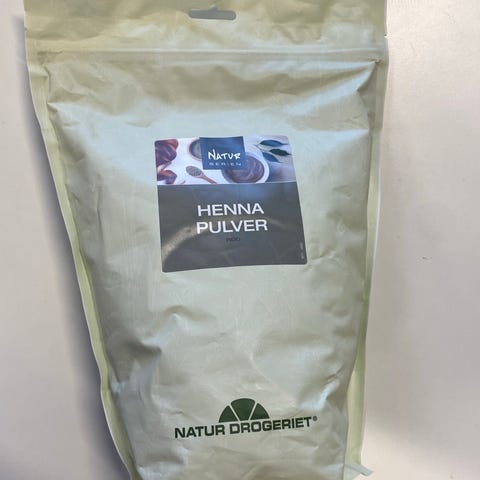 NATUR
SERIEN
HENNA
PULVER
NATUR DROGERIET®